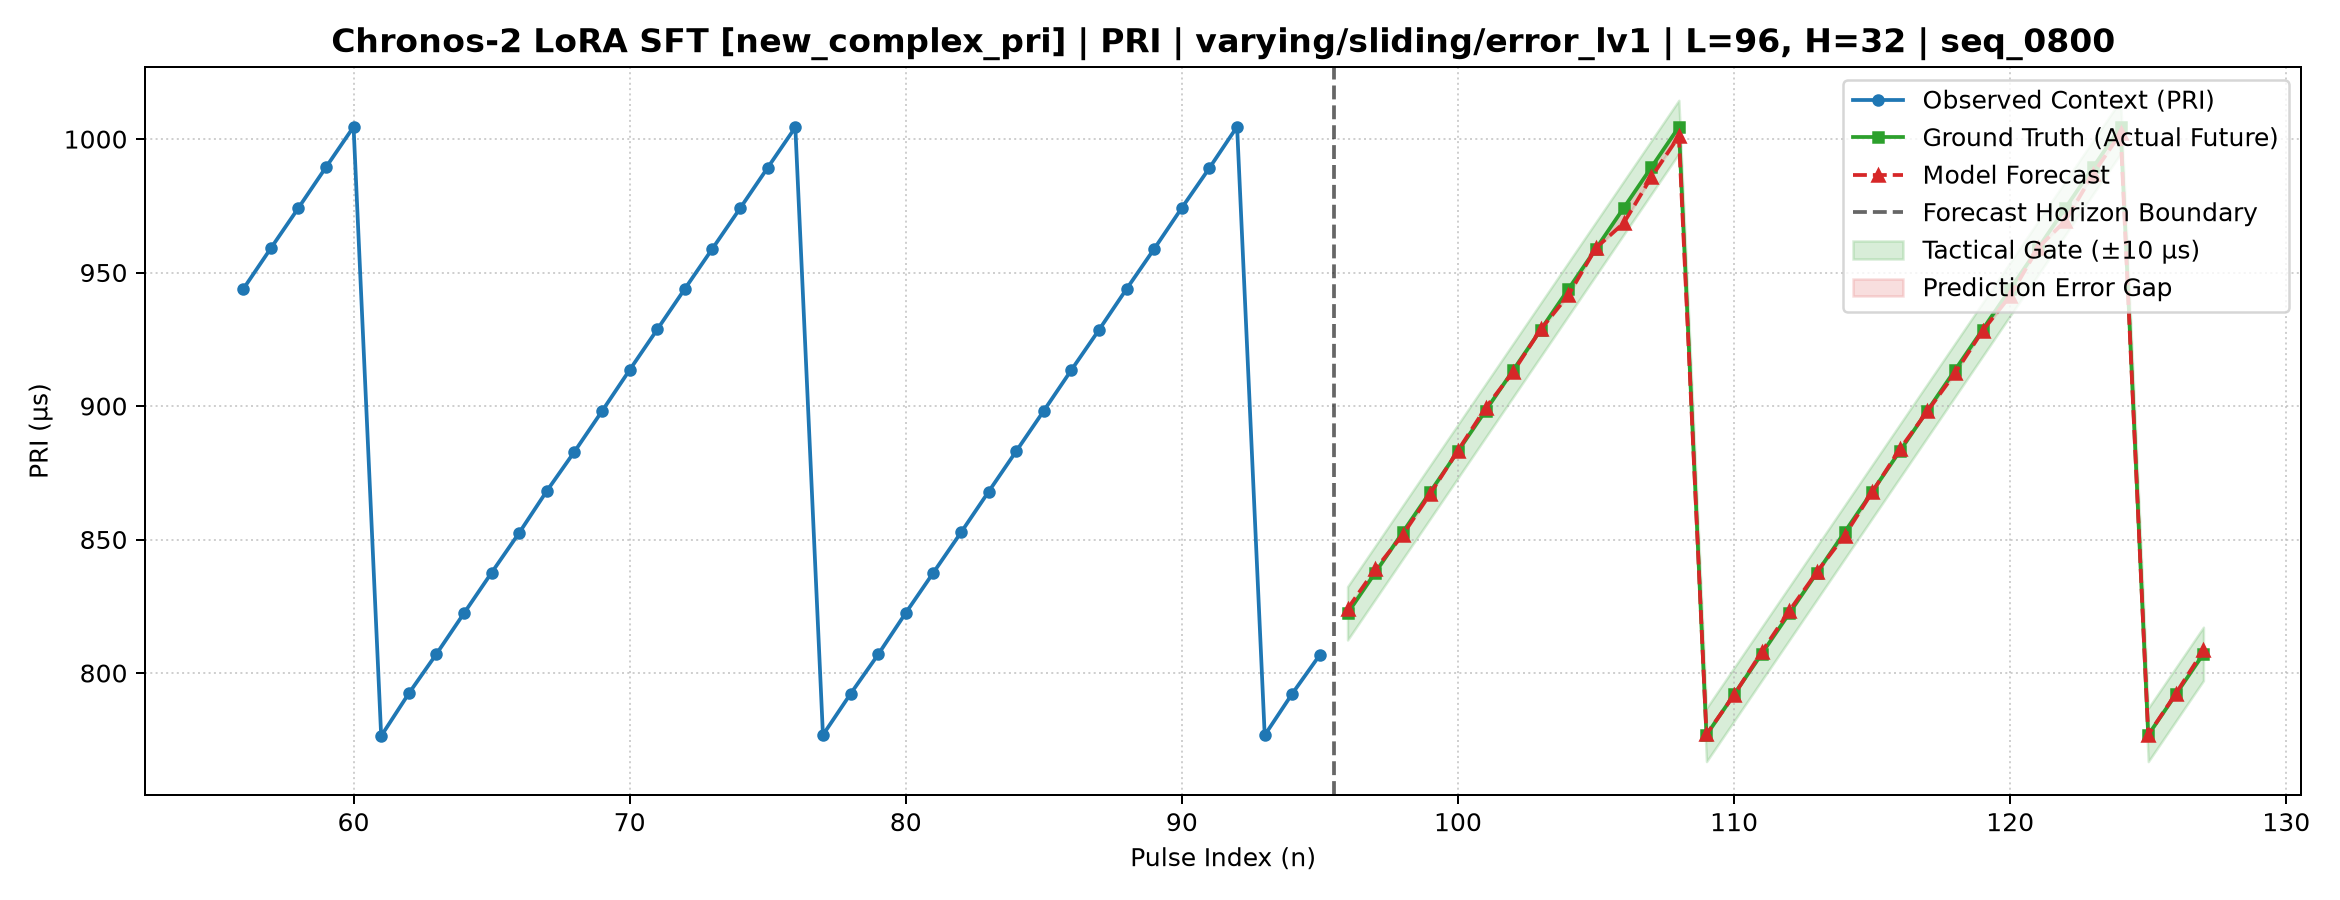 Chronos-2 LoRA SFT [new_complex_pri] | PRI | varying/sliding/error_lv1 | L=96, H=32 | seq_0800
Observed Context (PRI)
Ground Truth (Actual Future)
Model Forecast
Forecast Horizon Boundary
Tactical Gate (±10 μs)
Prediction Error Gap
PRI (μs)
1000
950
900
850
800
60 70 80 90 100 110 120 130
Pulse Index (n)